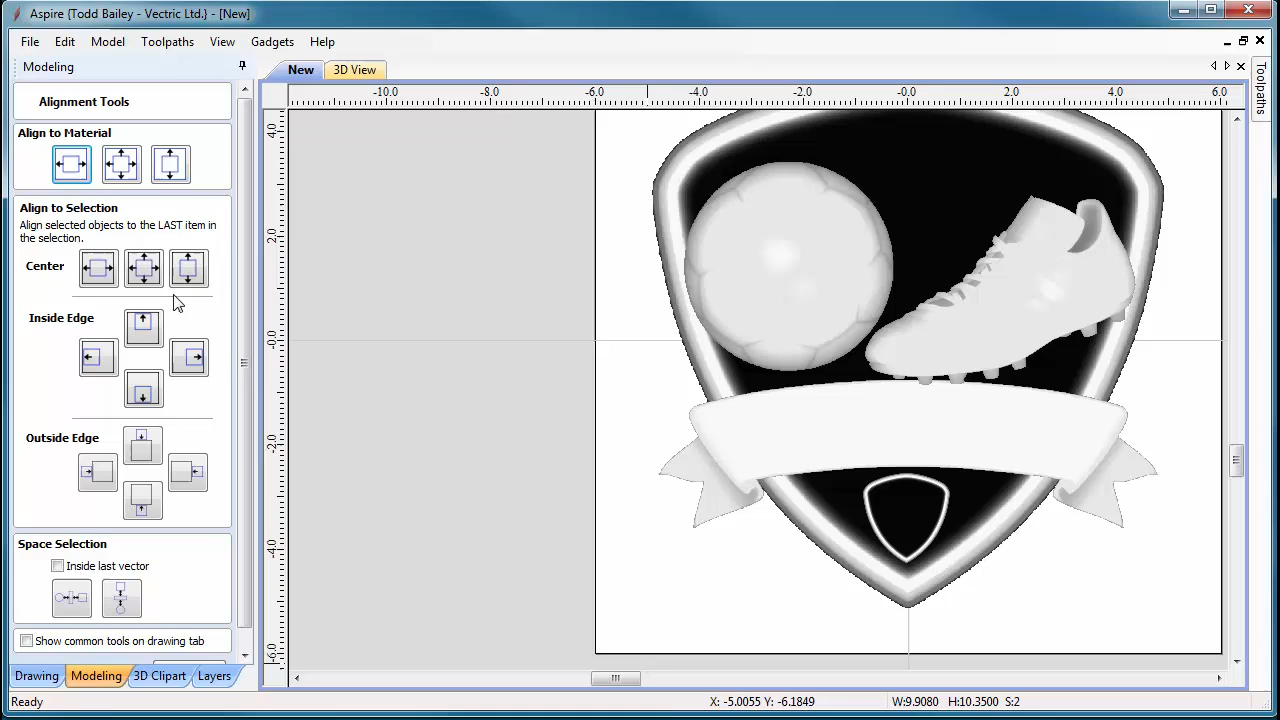 Aspire {Todd Bailey - Vectric Ltd.} - [New]
File Edit Model Toolpaths View Gadgets Help
Modeling
New 3D View
Toolpaths
-10.0 -8.0 -6.0 -4.0 -2.0 -0.0 2.0 4.0 6.0
4.0
2.0
-0.0
-2.0
-4.0
-6.0
Alignment Tools
Align to Material
Align to Selection
Align selected objects to the LAST item in
the selection.
Center
Inside Edge
Outside Edge
Space Selection
Inside last vector
Show common tools on drawing tab
Drawing Modeling 3D Clipart Layers
Ready X: -5.0055 Y: -6.1849 W:9.9080 H:10.3500 S:2